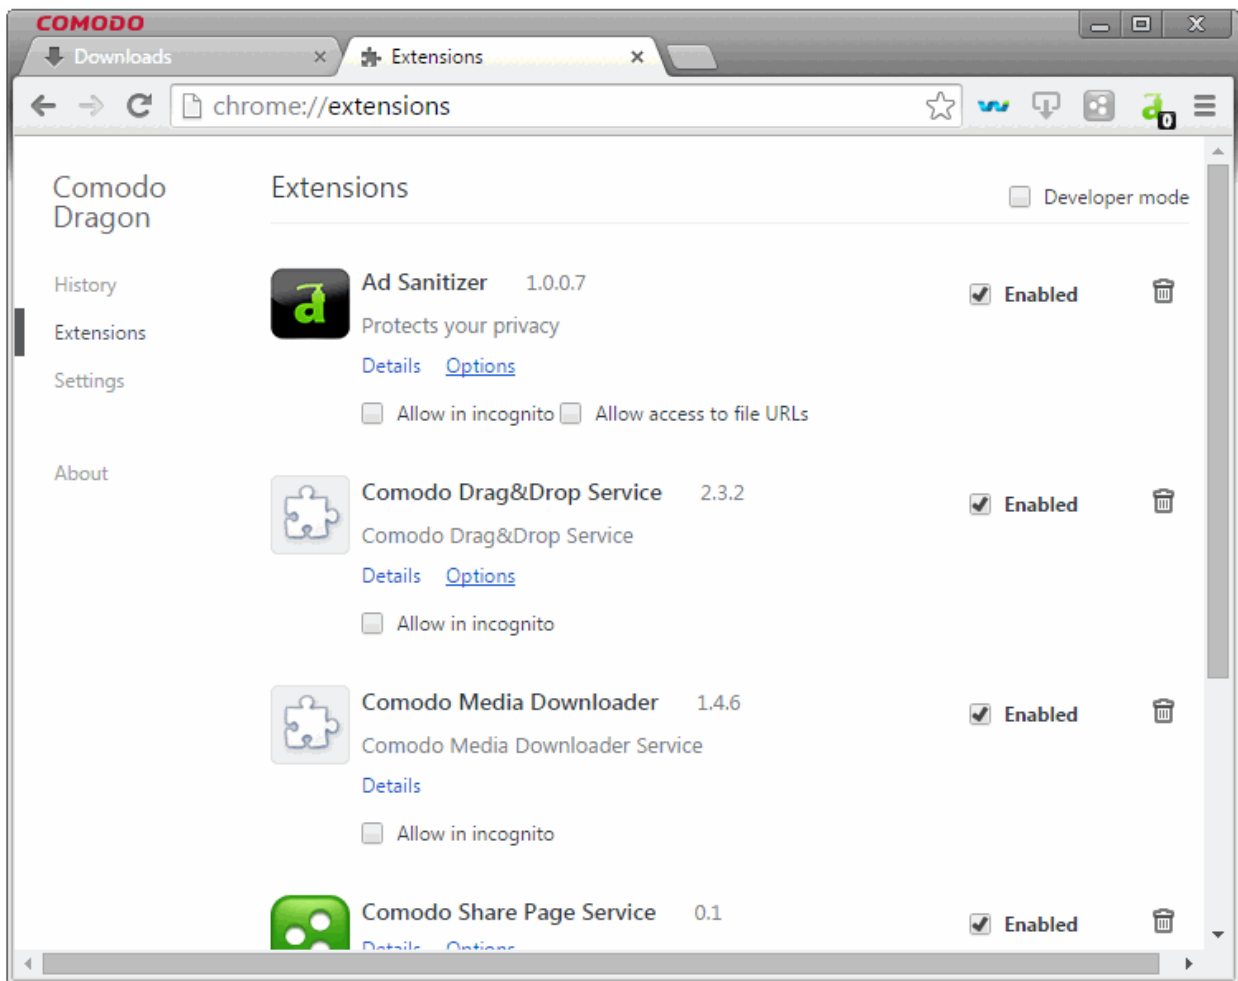 COMODO
Downloads
Extensions
chrome://extensions
0
Comodo
Dragon
History
Extensions
Settings
About
Extensions
Developer mode
Ad Sanitizer 1.0.0.7
Enabled
Protects your privacy
Details Options
Allow in incognito Allow access to file URLs
Comodo Drag&Drop Service 2.3.2
Enabled
Comodo Drag&Drop Service
Details Options
Allow in incognito
Comodo Media Downloader 1.4.6
Enabled
Comodo Media Downloader Service
Details
Allow in incognito
Comodo Share Page Service 0.1
Enabled
Details Options